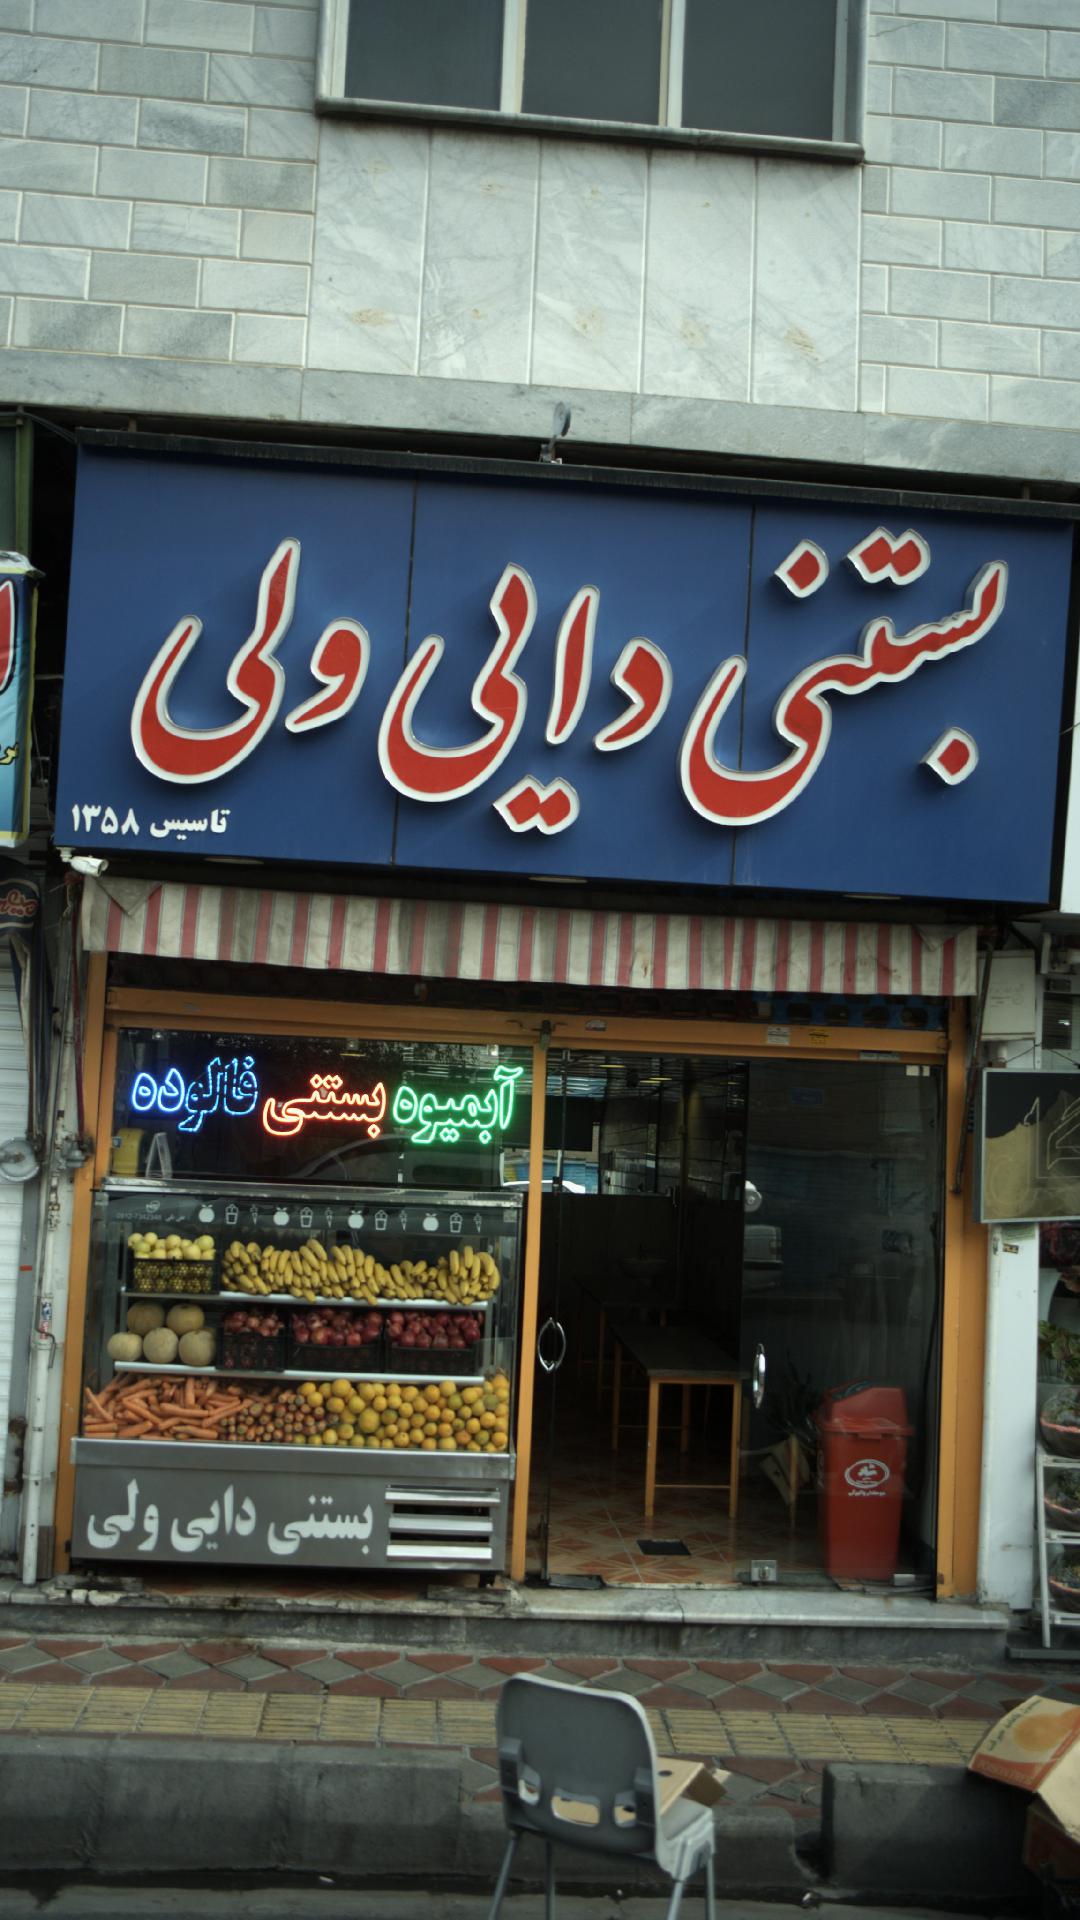 بستنی دایی ولی
تاسیس ۱۳۵۸
آبمیوه بستنی فالوده
بستنی دایی ولی